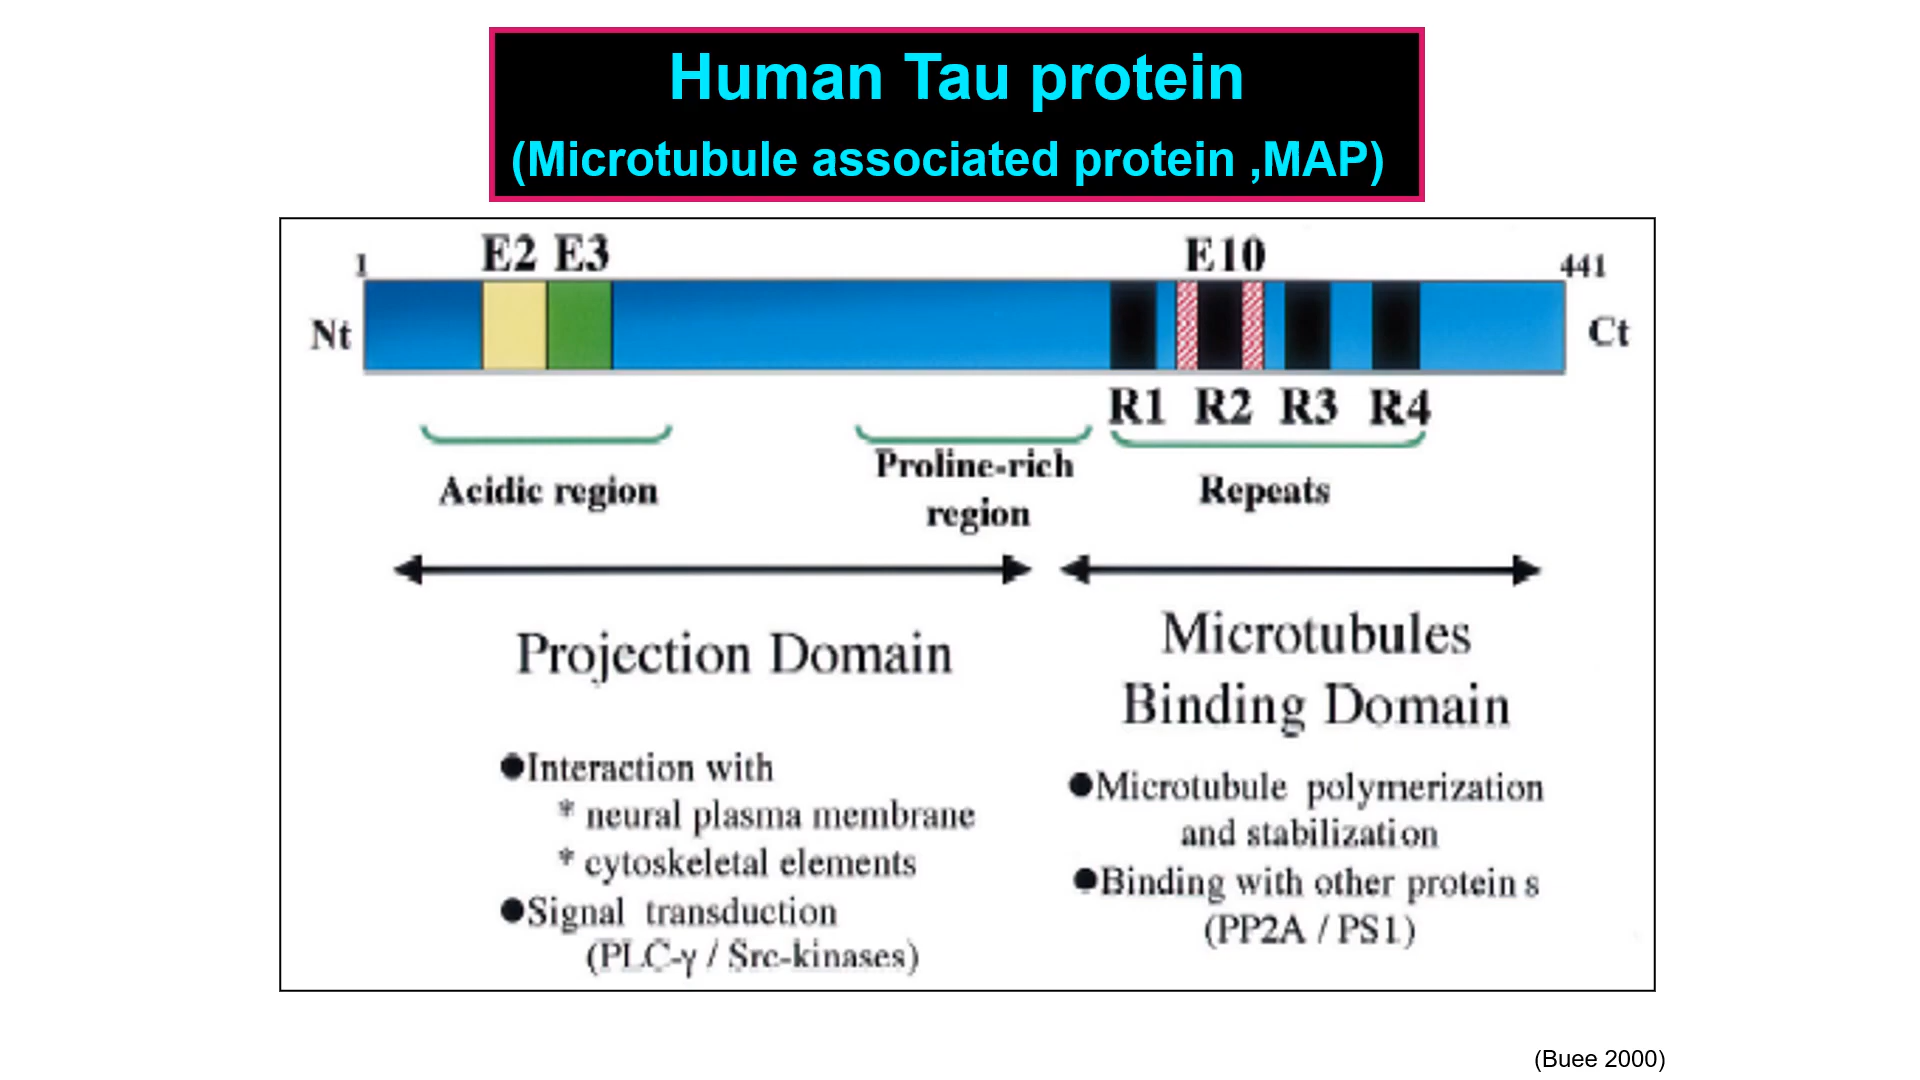 Human Tau protein
(Microtubule associated protein ,MAP)
1 E2 E3 E10 441
Nt Ct
R1 R2 R3 R4
Acidic region
Proline-rich
region
Repeats
Projection Domain
Microtubules
Binding Domain
●Interaction with
* neural plasma membrane
* cytoskeletal elements
●Signal transduction
(PLC-γ / Src-kinases)
●Microtubule polymerization
and stabilization
●Binding with other protein s
(PP2A / PS1)
(Buee 2000)